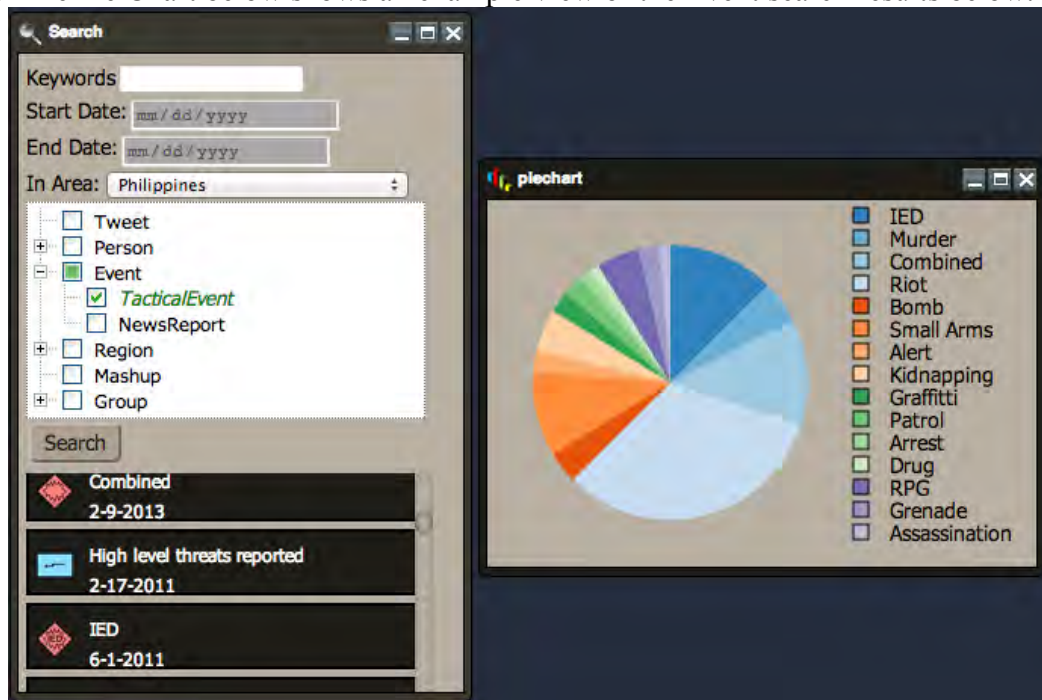 Search
Keywords
Start Date: mm/dd/yyyy
End Date: mm/dd/yyyy
In Area: Philippines
Tweet
Person
Event
TacticalEvent
NewsReport
Region
Mashup
Group
Search
Combined
2-9-2013
High level threats reported
2-17-2011
IED
6-1-2011
piechart
IED
Murder
Combined
Riot
Bomb
Small Arms
Alert
Kidnapping
Graffitti
Patrol
Arrest
Drug
RPG
Grenade
Assassination